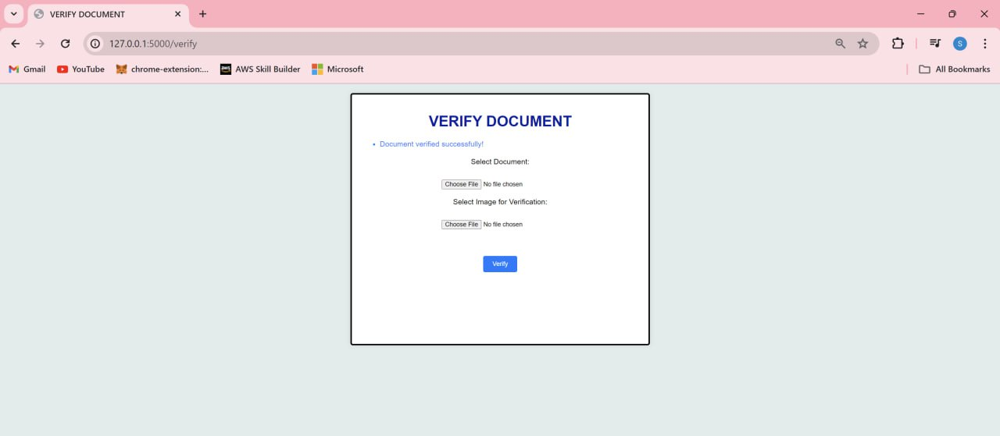 VERIFY DOCUMENT
127.0.0.1:5000/verify
S
Gmail YouTube chrome-extension:... aws AWS Skill Builder Microsoft All Bookmarks
VERIFY DOCUMENT
• Document verified successfully!
Select Document:
Choose File No file chosen
Select Image for Verification:
Choose File No file chosen
Verify